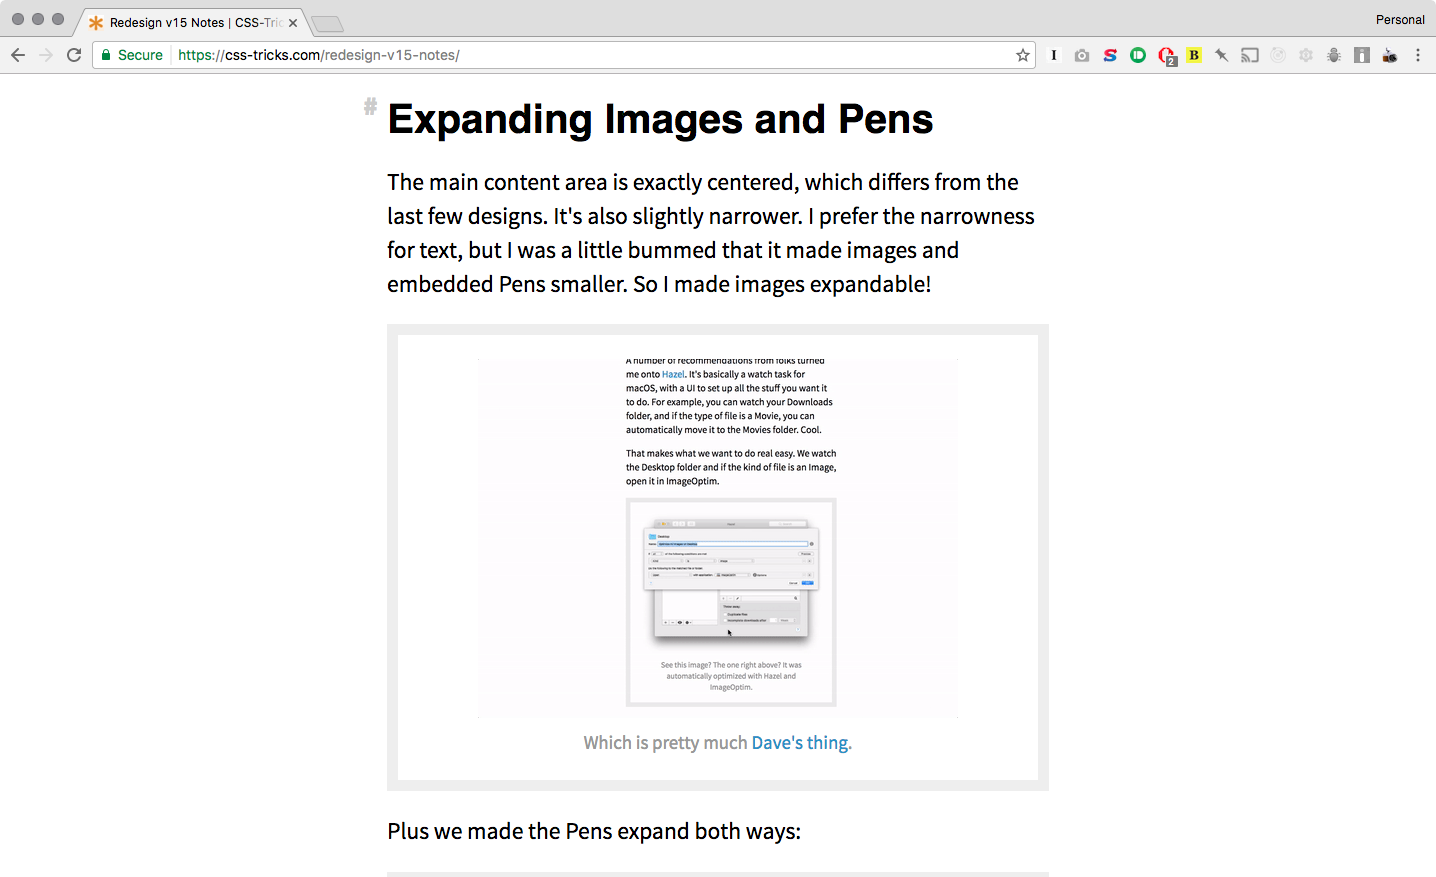 Redesign v15 Notes | CSS-Tric
Personal
Secure
https://css-tricks.com/redesign-v15-notes/
I
S
2
B
i
# Expanding Images and Pens
The main content area is exactly centered, which differs from the
last few designs. It's also slightly narrower. I prefer the narrowness
for text, but I was a little bummed that it made images and
embedded Pens smaller. So I made images expandable!
A number of recommendations from folks turned
me onto Hazel. It's basically a watch task for
macOS, with a UI to set up all the stuff you want it
to do. For example, you can watch your Downloads
folder, and if the type of file is a Movie, you can
automatically move it to the Movies folder. Cool.
That makes what we want to do real easy. We watch
the Desktop folder and if the kind of file is an Image,
open it in ImageOptim.
Desktop
See this image? The one right above? It was
automatically optimized with Hazel and
ImageOptim.
Which is pretty much Dave's thing.
Plus we made the Pens expand both ways: